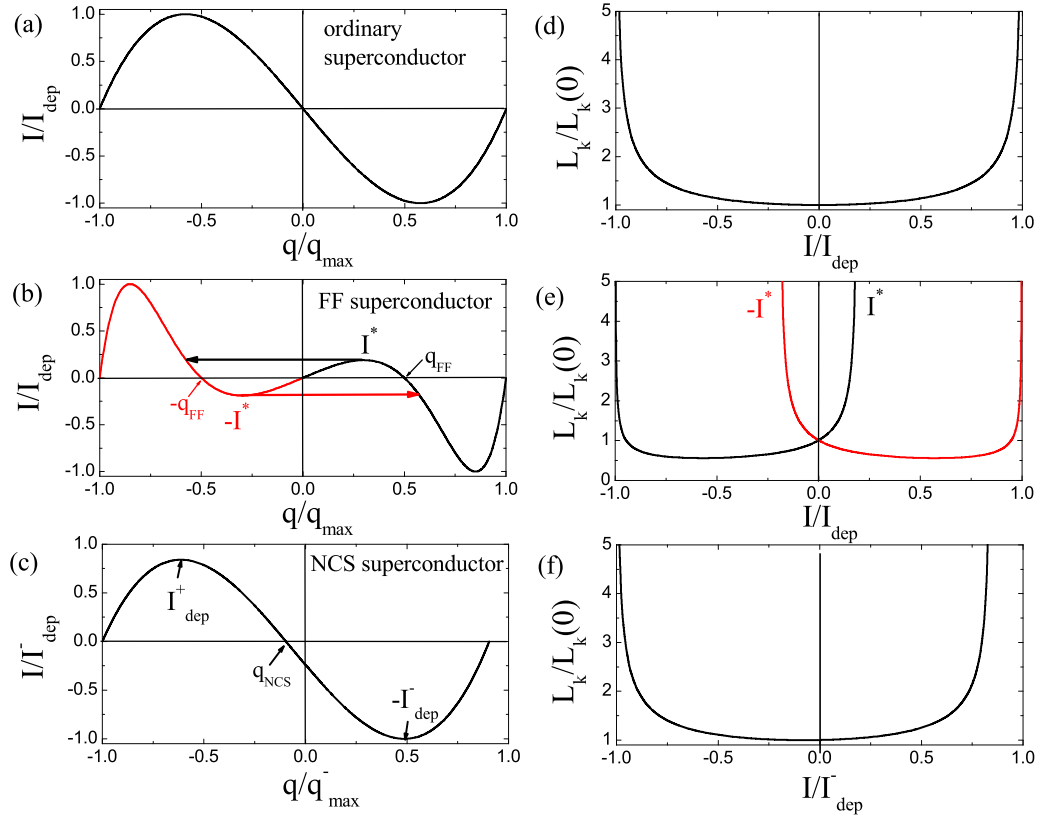 (a)
ordinary
superconductor
I/I_dep
1.0
0.5
0.0
-0.5
-1.0
-1.0 -0.5 0.0 0.5 1.0
q/q_max
(b)
FF superconductor
I/I_dep
1.0
0.5
0.0
-0.5
-1.0
I*
q_FF
-q_FF
-I*
-1.0 -0.5 0.0 0.5 1.0
q/q_max
(c)
NCS superconductor
I/I^-_dep
1.0
0.5
0.0
-0.5
-1.0
I^+_dep
q_NCS
-I^-_dep
-1.0 -0.5 0.0 0.5 1.0
q/q^-_max
(d)
L_k/L_k(0)
5
4
3
2
1
-1.0 -0.5 0.0 0.5 1.0
I/I_dep
(e)
L_k/L_k(0)
5
4
3
2
1
0
-I*
I*
-1.0 -0.5 0.0 0.5 1.0
I/I_dep
(f)
L_k/L_k(0)
5
4
3
2
1
-1.0 -0.5 0.0 0.5 1.0
I/I^-_dep